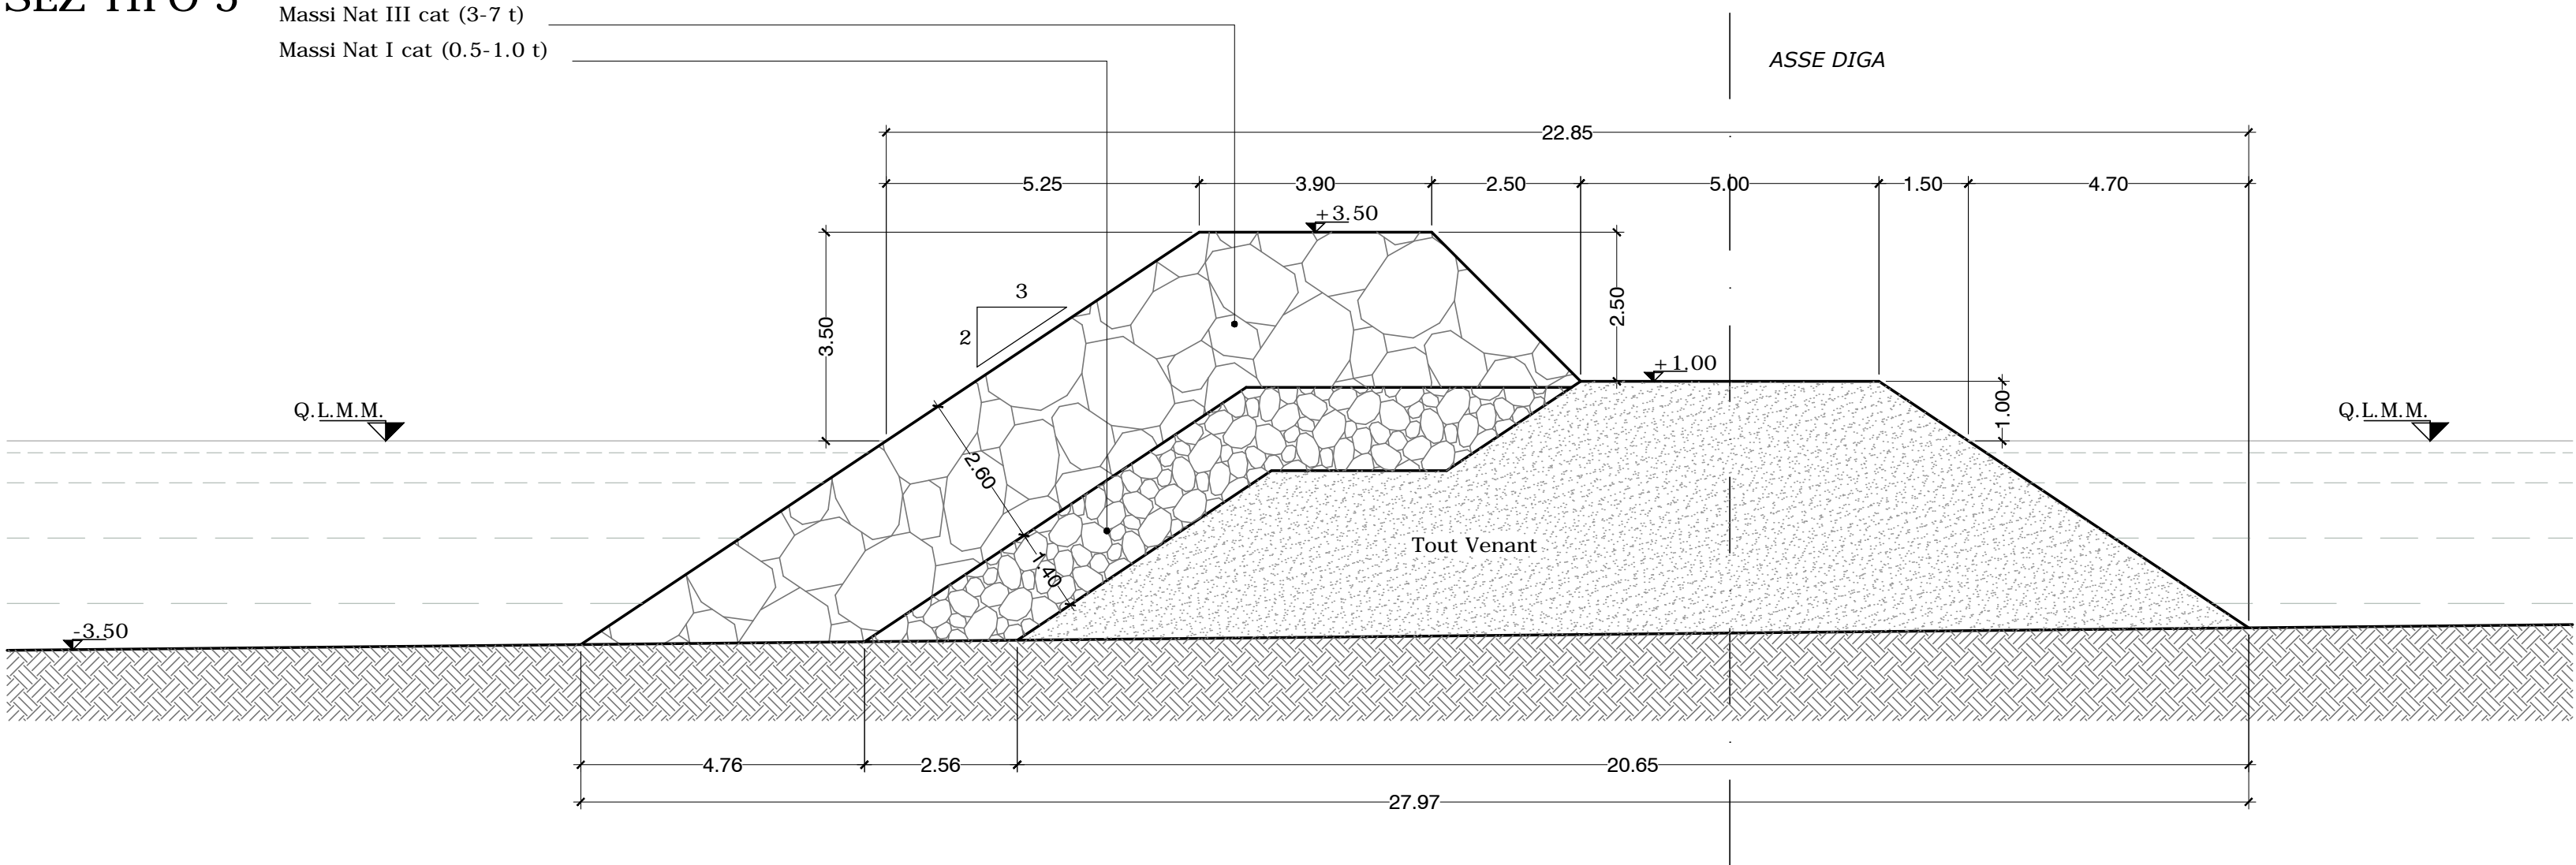 SEZ TIPO 3
Massi Nat III cat (3-7 t)
Massi Nat I cat (0.5-1.0 t)
ASSE DIGA
22.85
5.25 3.90 2.50 5.00 1.50 4.70
+3.50
3
2
3.50
2.50
+1.00
1.00
Q.L.M.M.
Q.L.M.M.
2.60
1.40
Tout Venant
-3.50
4.76 2.56 20.65
27.97